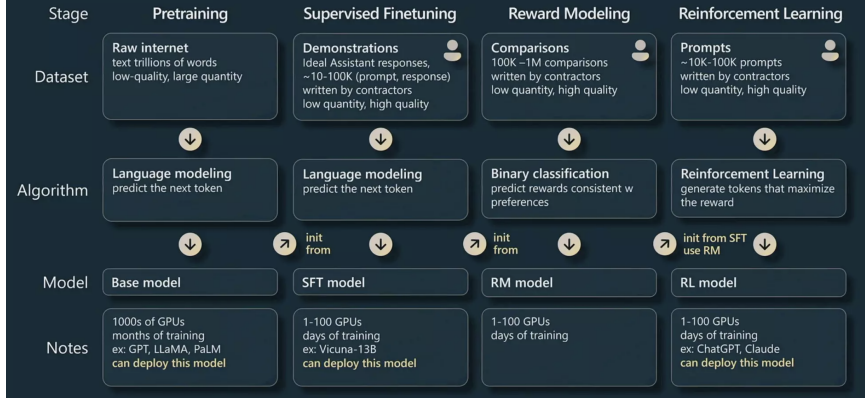 Stage
Pretraining
Supervised Finetuning
Reward Modeling
Reinforcement Learning
Dataset
Raw internet
text trillions of words
low-quality, large quantity
Demonstrations
Ideal Assistant responses,
~10-100K (prompt, response)
written by contractors
low quantity, high quality
Comparisons
100K –1M comparisons
written by contractors
low quantity, high quality
Prompts
~10K-100K prompts
written by contractors
low quantity, high quality
Algorithm
Language modeling
predict the next token
Language modeling
predict the next token
Binary classification
predict rewards consistent w
preferences
Reinforcement Learning
generate tokens that maximize
the reward
init
from
init
from
init from SFT
use RM
Model
Base model
SFT model
RM model
RL model
Notes
1000s of GPUs
months of training
ex: GPT, LLaMA, PaLM
can deploy this model
1-100 GPUs
days of training
ex: Vicuna-13B
can deploy this model
1-100 GPUs
days of training
1-100 GPUs
days of training
ex: ChatGPT, Claude
can deploy this model